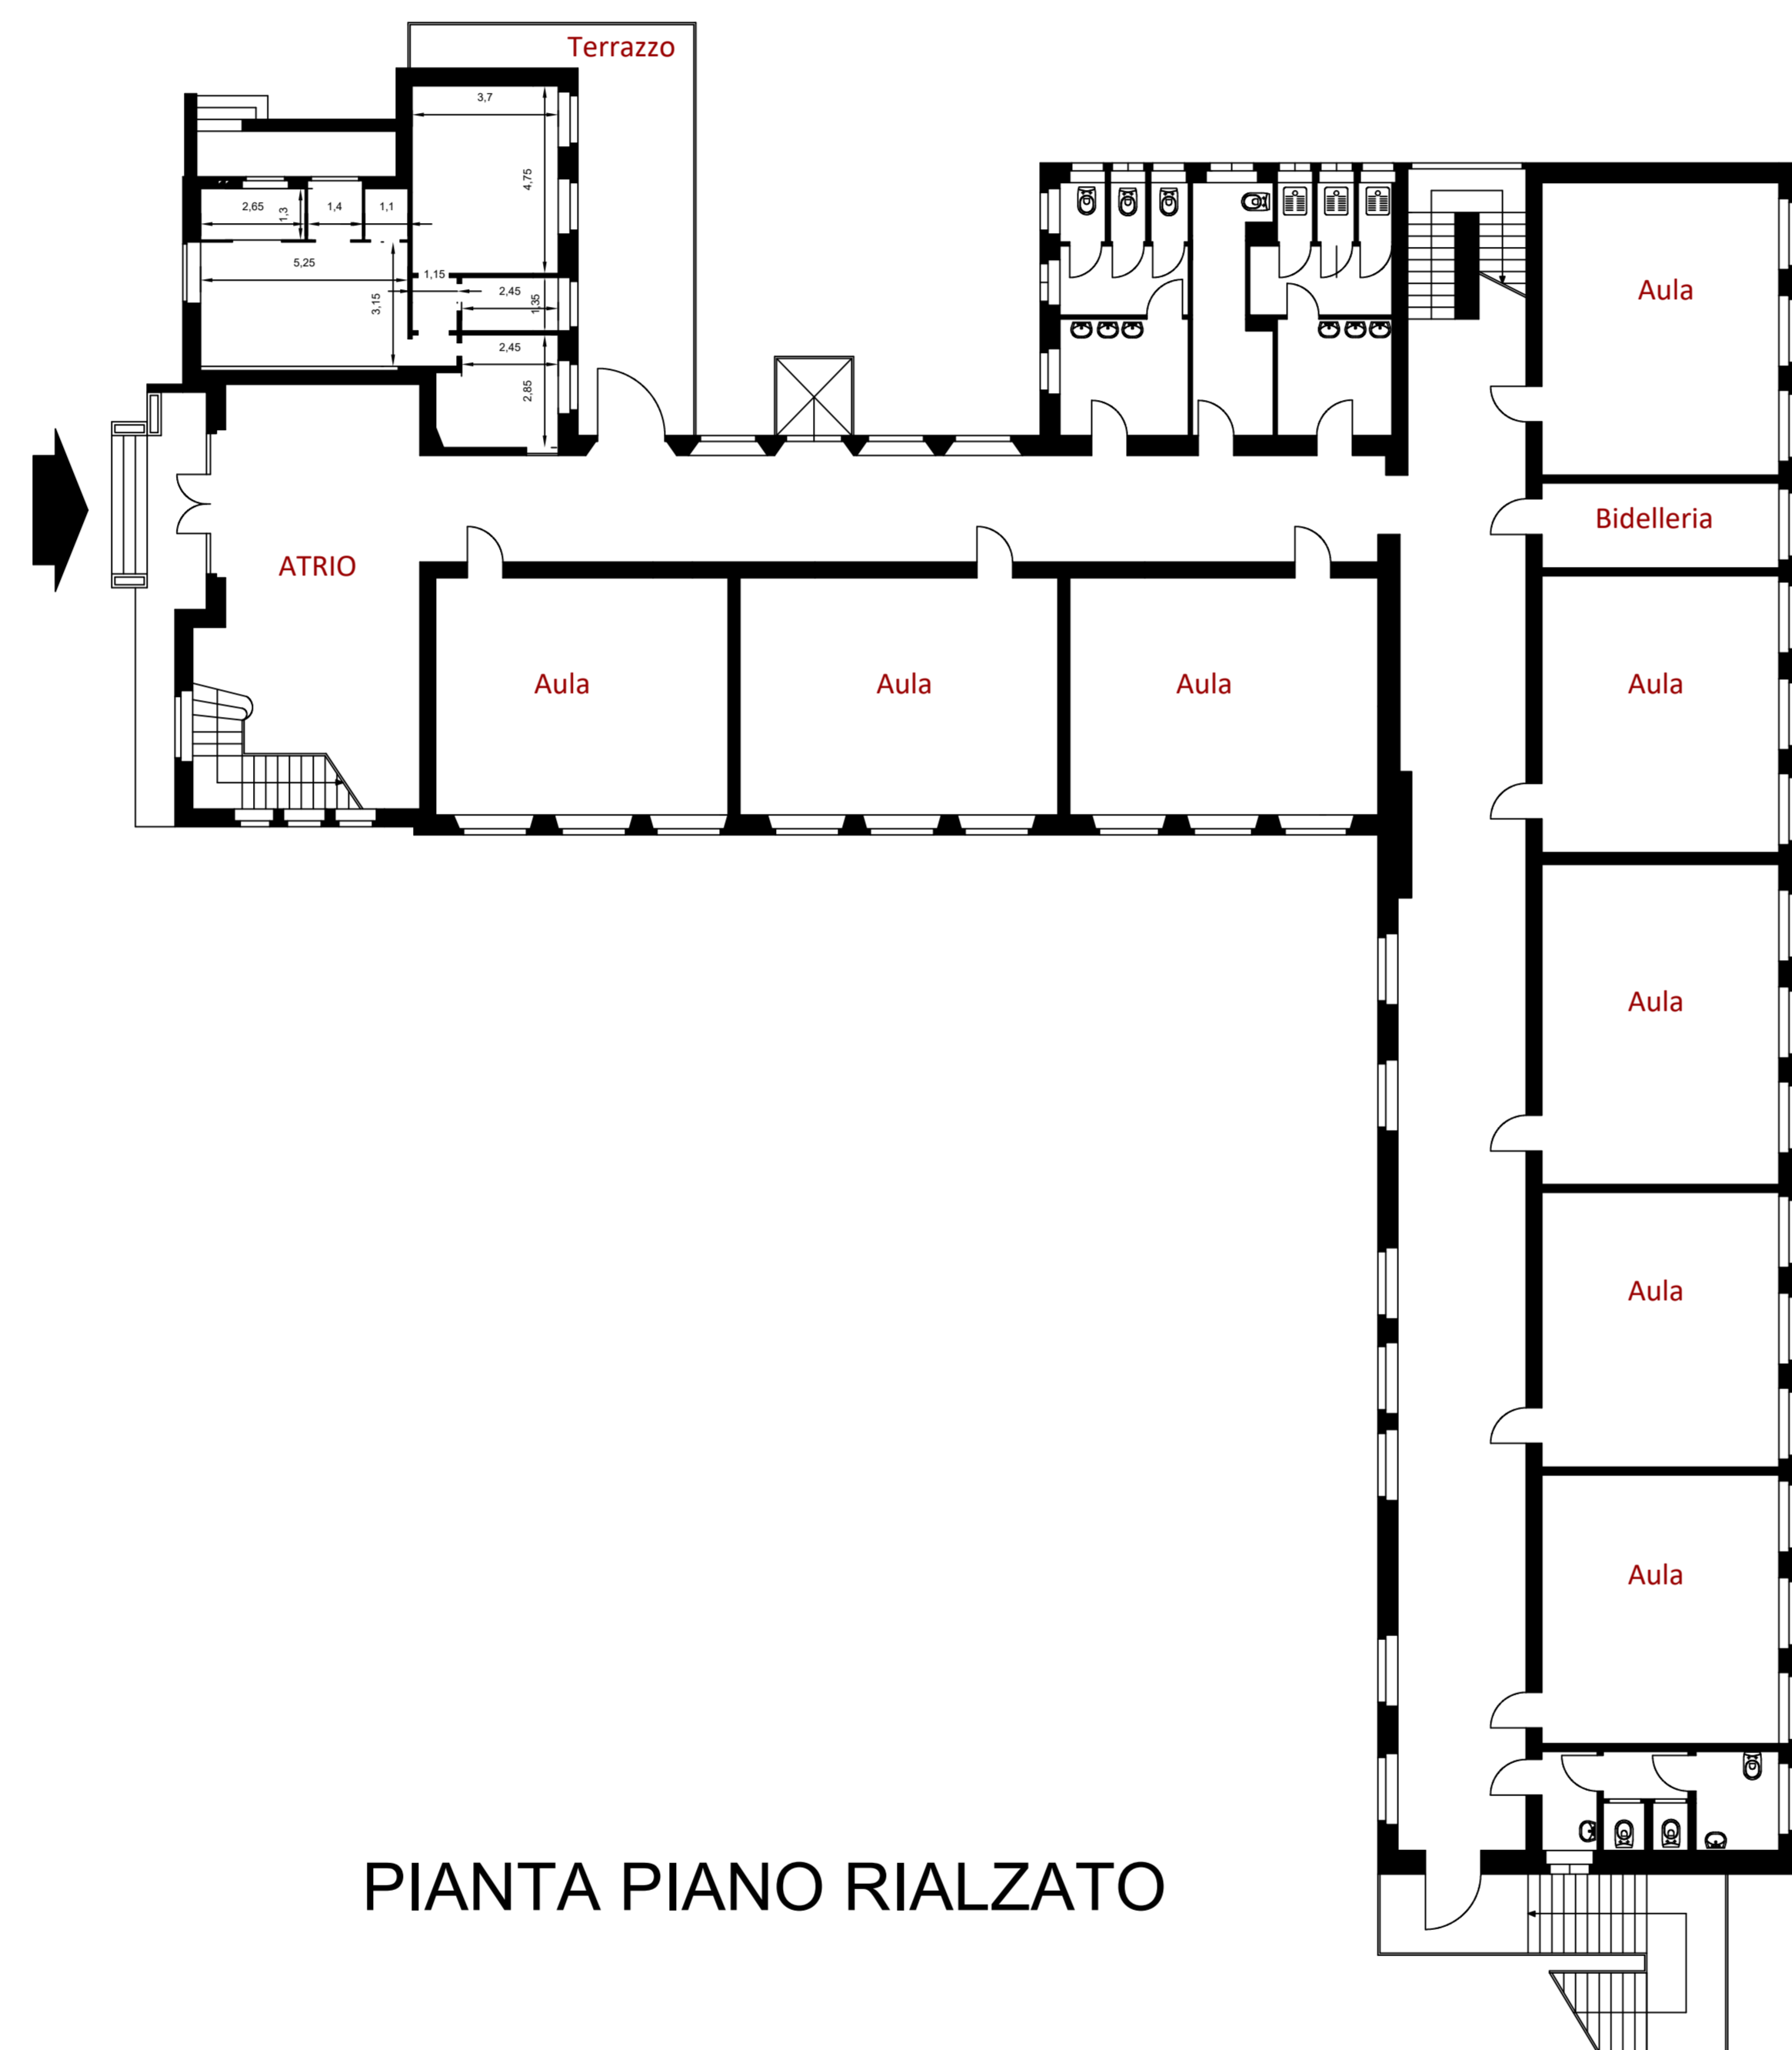 Terrazzo
3,7
4,75
2,65
1,3
1,4
1,1
5,25
3,15
1,15
2,45
1,35
2,45
2,85
Aula
Bidelleria
ATRIO
Aula
Aula
Aula
Aula
Aula
Aula
Aula
PIANTA PIANO RIALZATO